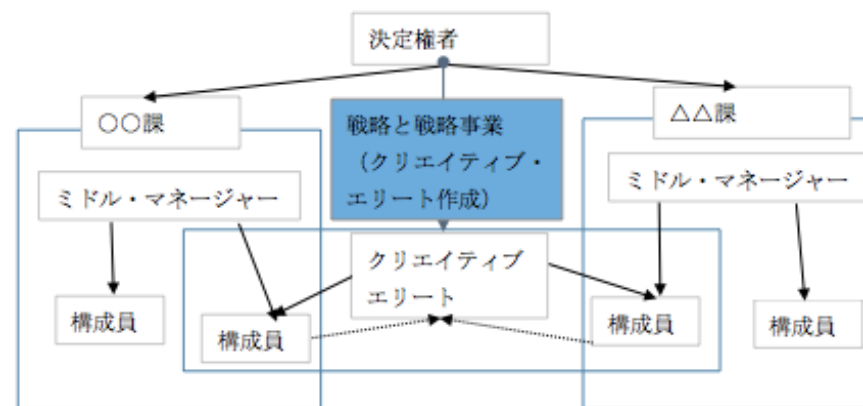 決定権者
〇〇課
戦略と戦略事業
（クリエイティブ・
エリート作成）
△△課
ミドル・マネージャー
ミドル・マネージャー
クリエイティブ
エリート
構成員
構成員
構成員
構成員